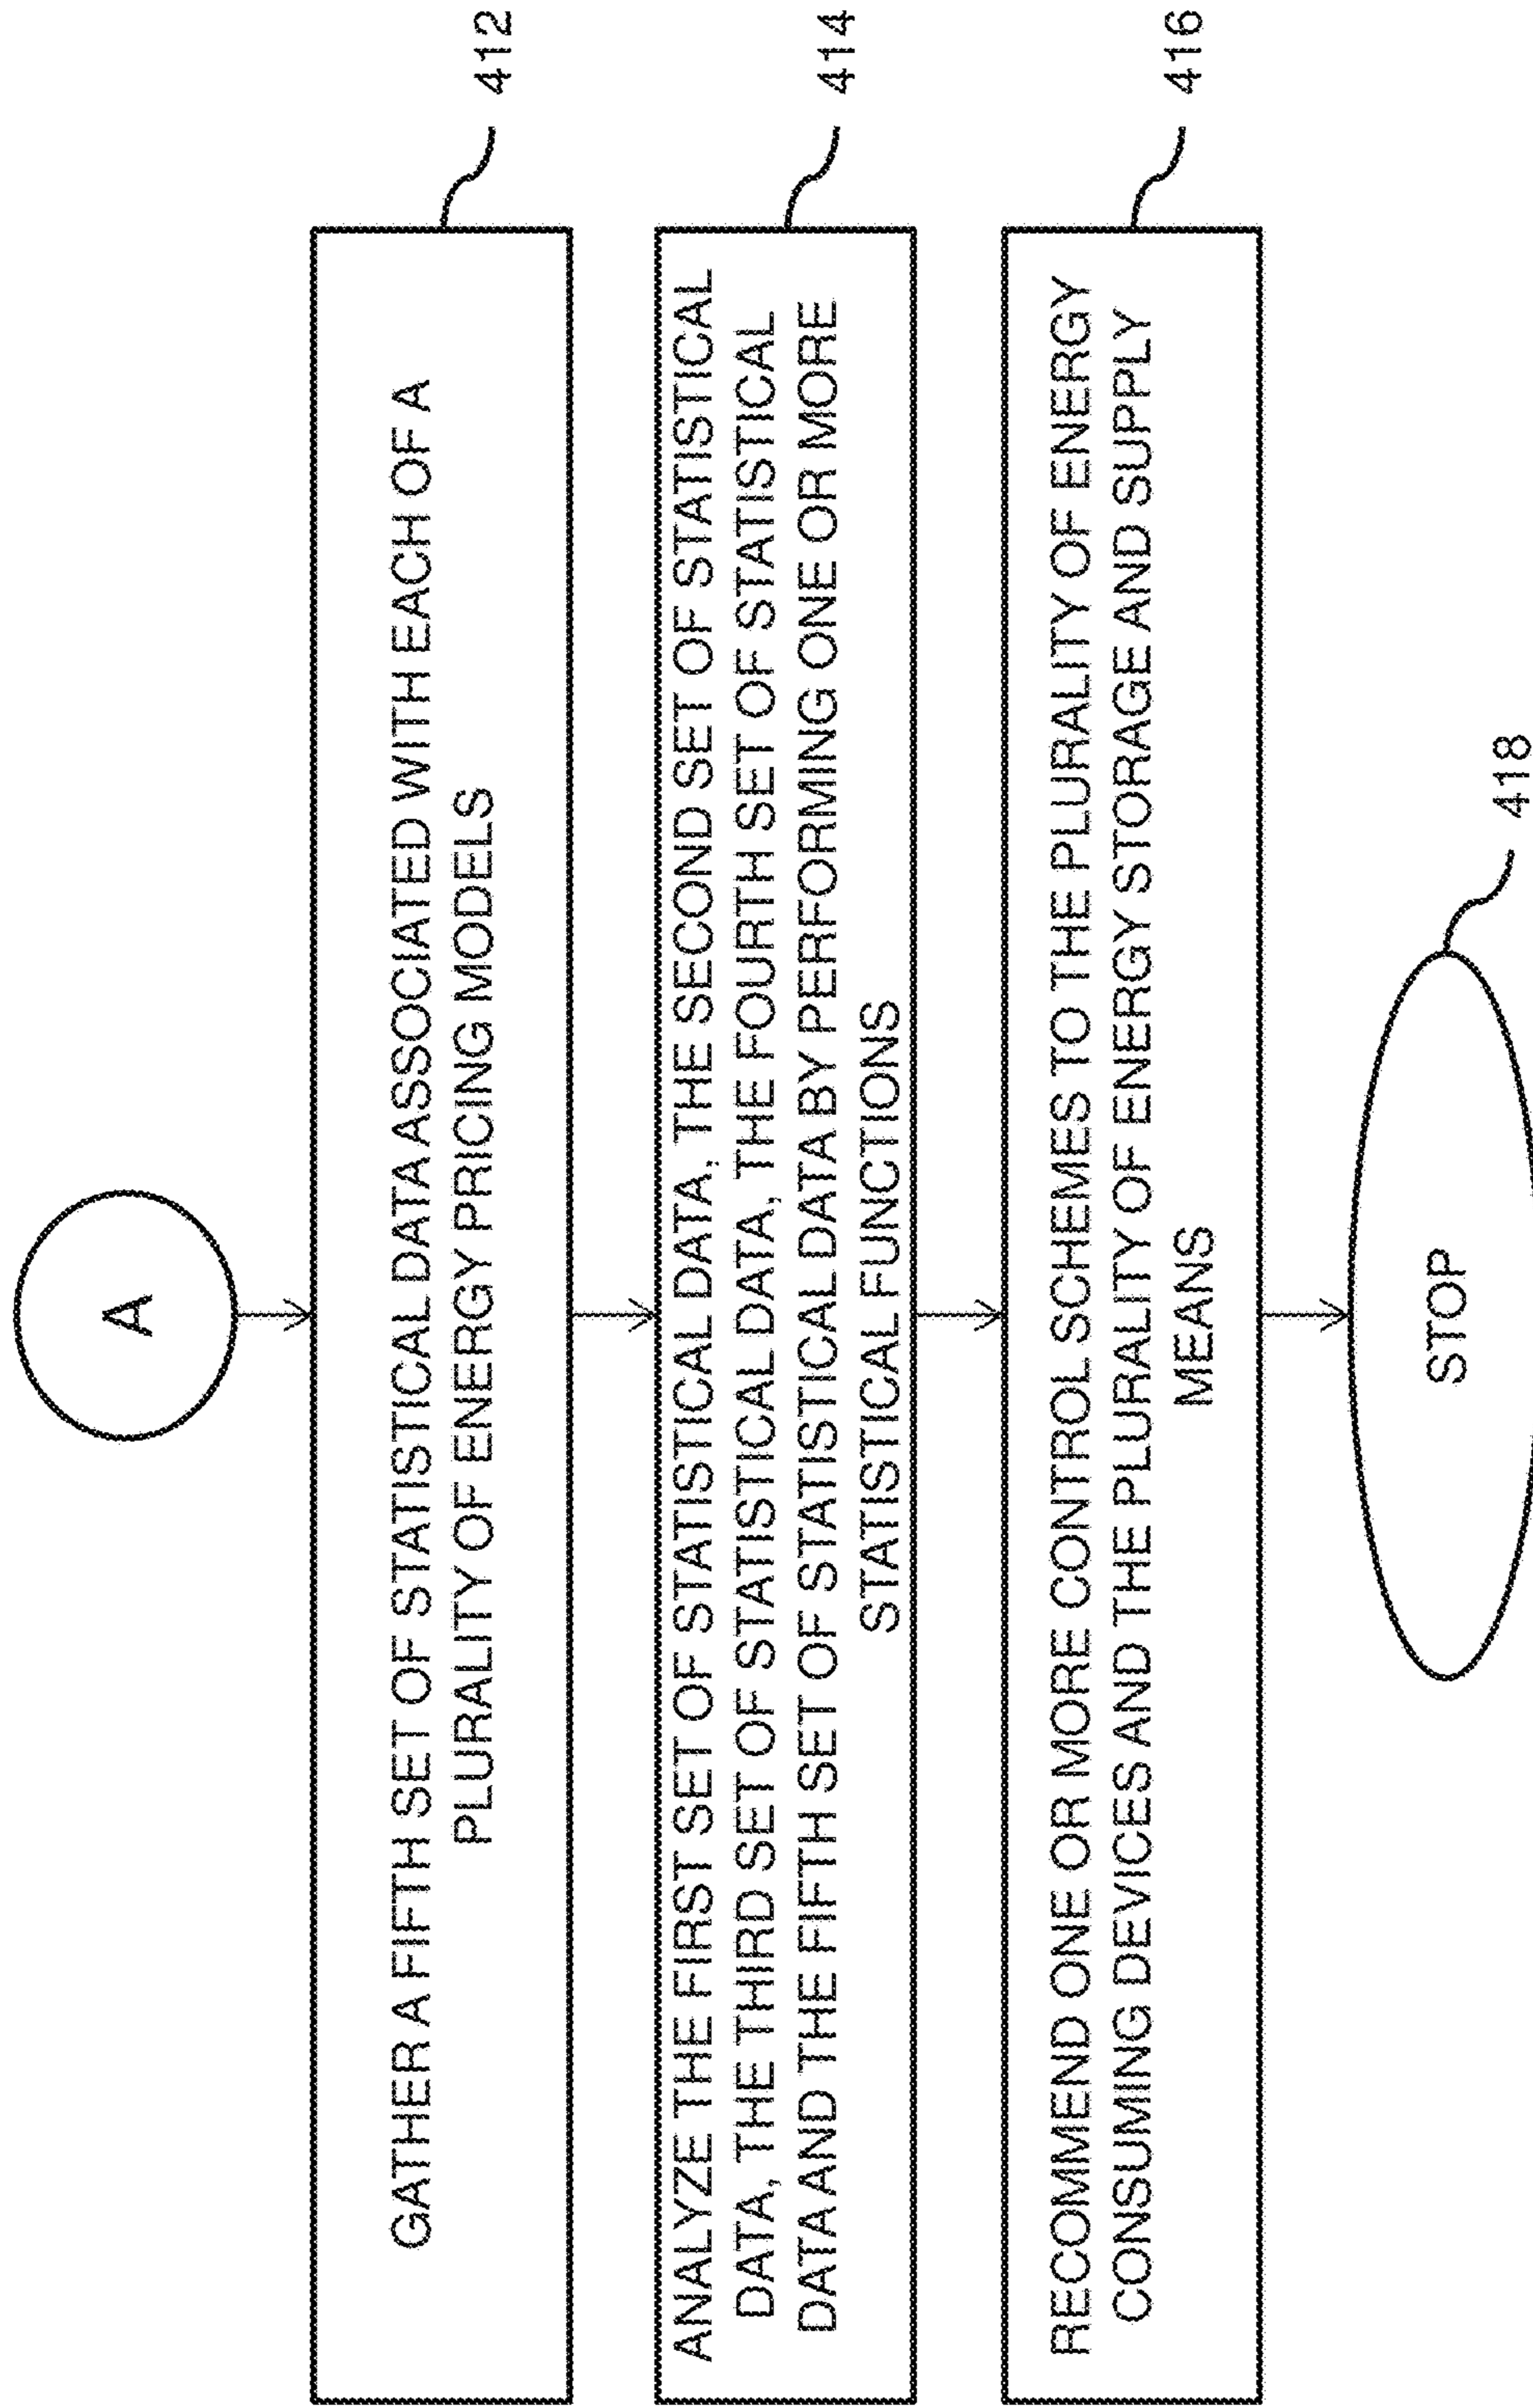 A
GATHER A FIFTH SET OF STATISTICAL DATA ASSOCIATED WITH EACH OF A
PLURALITY OF ENERGY PRICING MODELS
412
ANALYZE THE FIRST SET OF STATISTICAL DATA, THE SECOND SET OF STATISTICAL
DATA, THE THIRD SET OF STATISTICAL DATA, THE FOURTH SET OF STATISTICAL
DATA AND THE FIFTH SET OF STATISTICAL DATA BY PERFORMING ONE OR MORE
STATISTICAL FUNCTIONS
414
RECOMMEND ONE OR MORE CONTROL SCHEMES TO THE PLURALITY OF ENERGY
CONSUMING DEVICES AND THE PLURALITY OF ENERGY STORAGE AND SUPPLY
MEANS
416
STOP
418